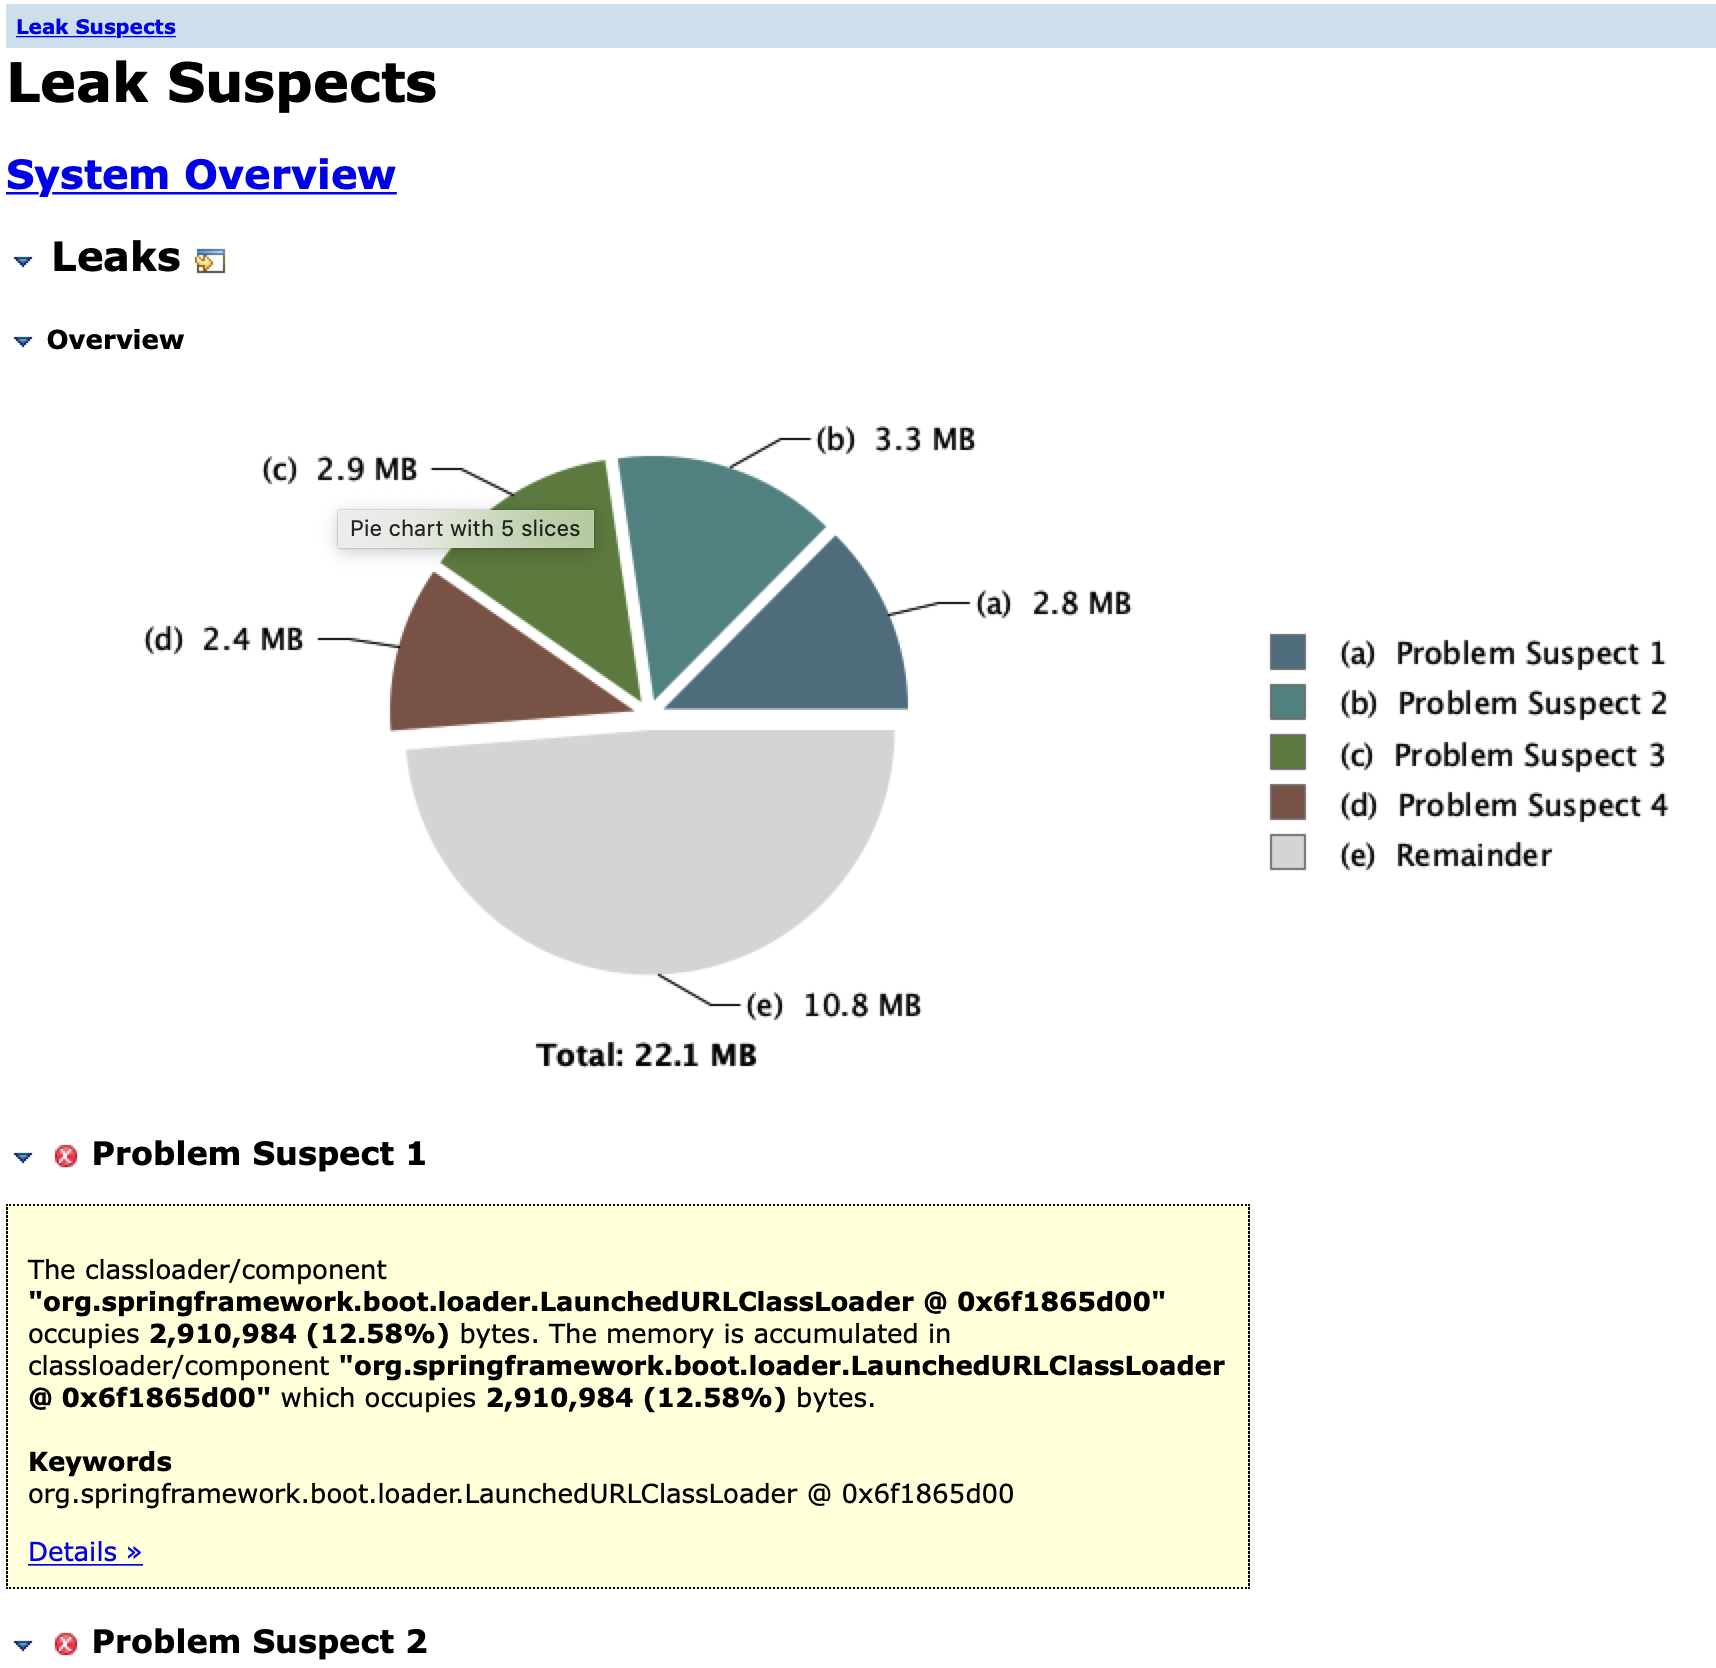 Leak Suspects
Leak Suspects
System Overview
Leaks
Overview
(b) 3.3 MB
(c) 2.9 MB
Pie chart with 5 slices
(a) 2.8 MB
(d) 2.4 MB
(a) Problem Suspect 1
(b) Problem Suspect 2
(c) Problem Suspect 3
(d) Problem Suspect 4
(e) Remainder
(e) 10.8 MB
Total: 22.1 MB
Problem Suspect 1
The classloader/component
"org.springframework.boot.loader.LaunchedURLClassLoader @ 0x6f1865d00"
occupies 2,910,984 (12.58%) bytes. The memory is accumulated in
classloader/component "org.springframework.boot.loader.LaunchedURLClassLoader
@ 0x6f1865d00" which occupies 2,910,984 (12.58%) bytes.
Keywords
org.springframework.boot.loader.LaunchedURLClassLoader @ 0x6f1865d00
Details »
Problem Suspect 2